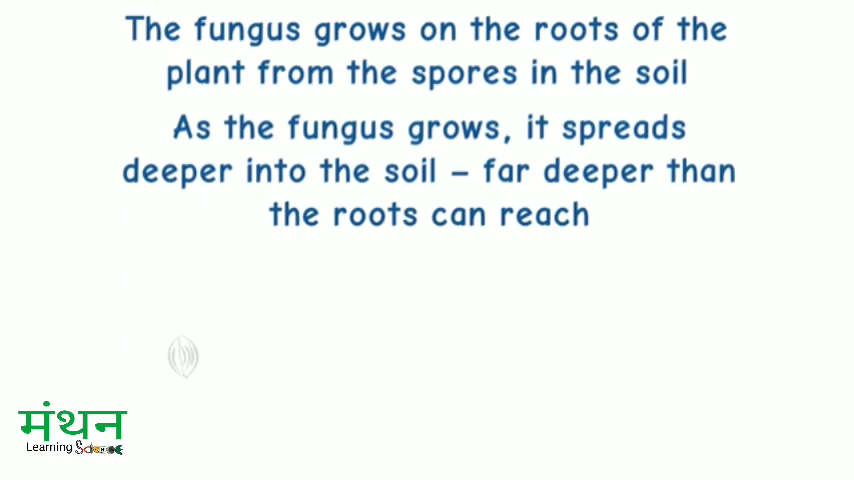 The fungus grows on the roots of the
plant from the spores in the soil
As the fungus grows, it spreads
deeper into the soil – far deeper than
the roots can reach
मंथन
Learning Science